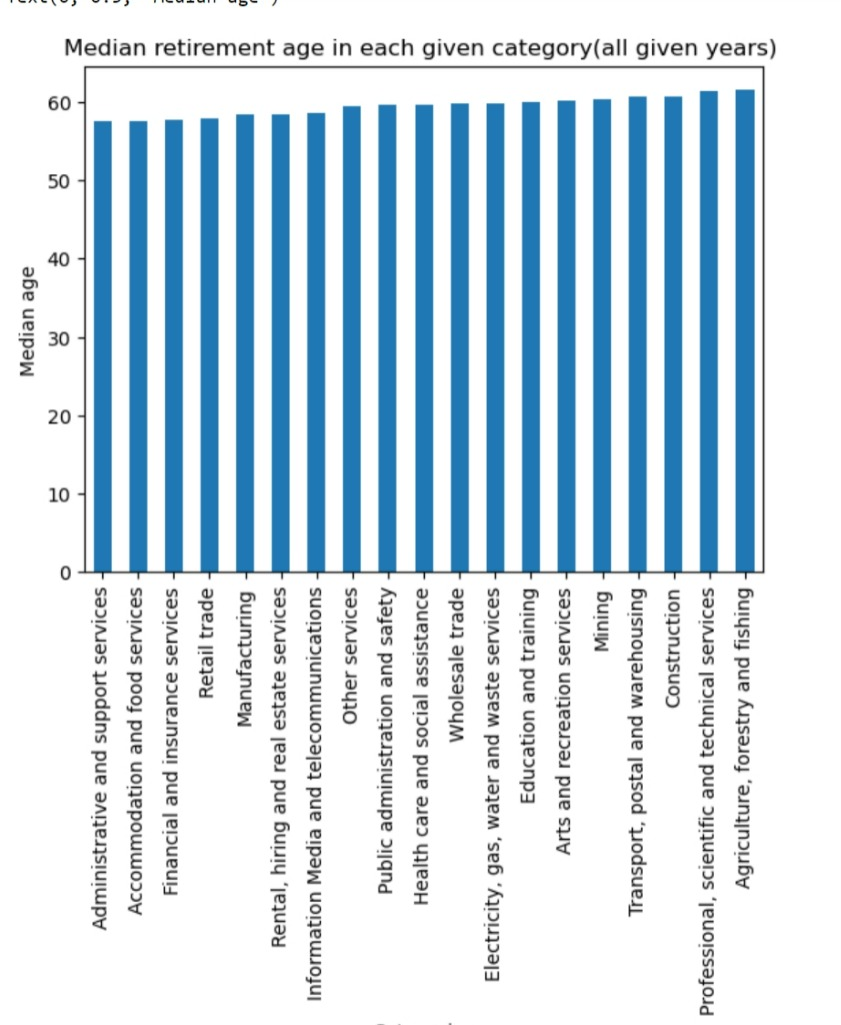 Median retirement age in each given category(all given years)
60
50
40
30
20
10
0
Median age
Administrative and support services
Accommodation and food services
Financial and insurance services
Retail trade
Manufacturing
Rental, hiring and real estate services
Information Media and telecommunications
Other services
Public administration and safety
Health care and social assistance
Wholesale trade
Electricity, gas, water and waste services
Education and training
Arts and recreation services
Mining
Transport, postal and warehousing
Construction
Professional, scientific and technical services
Agriculture, forestry and fishing